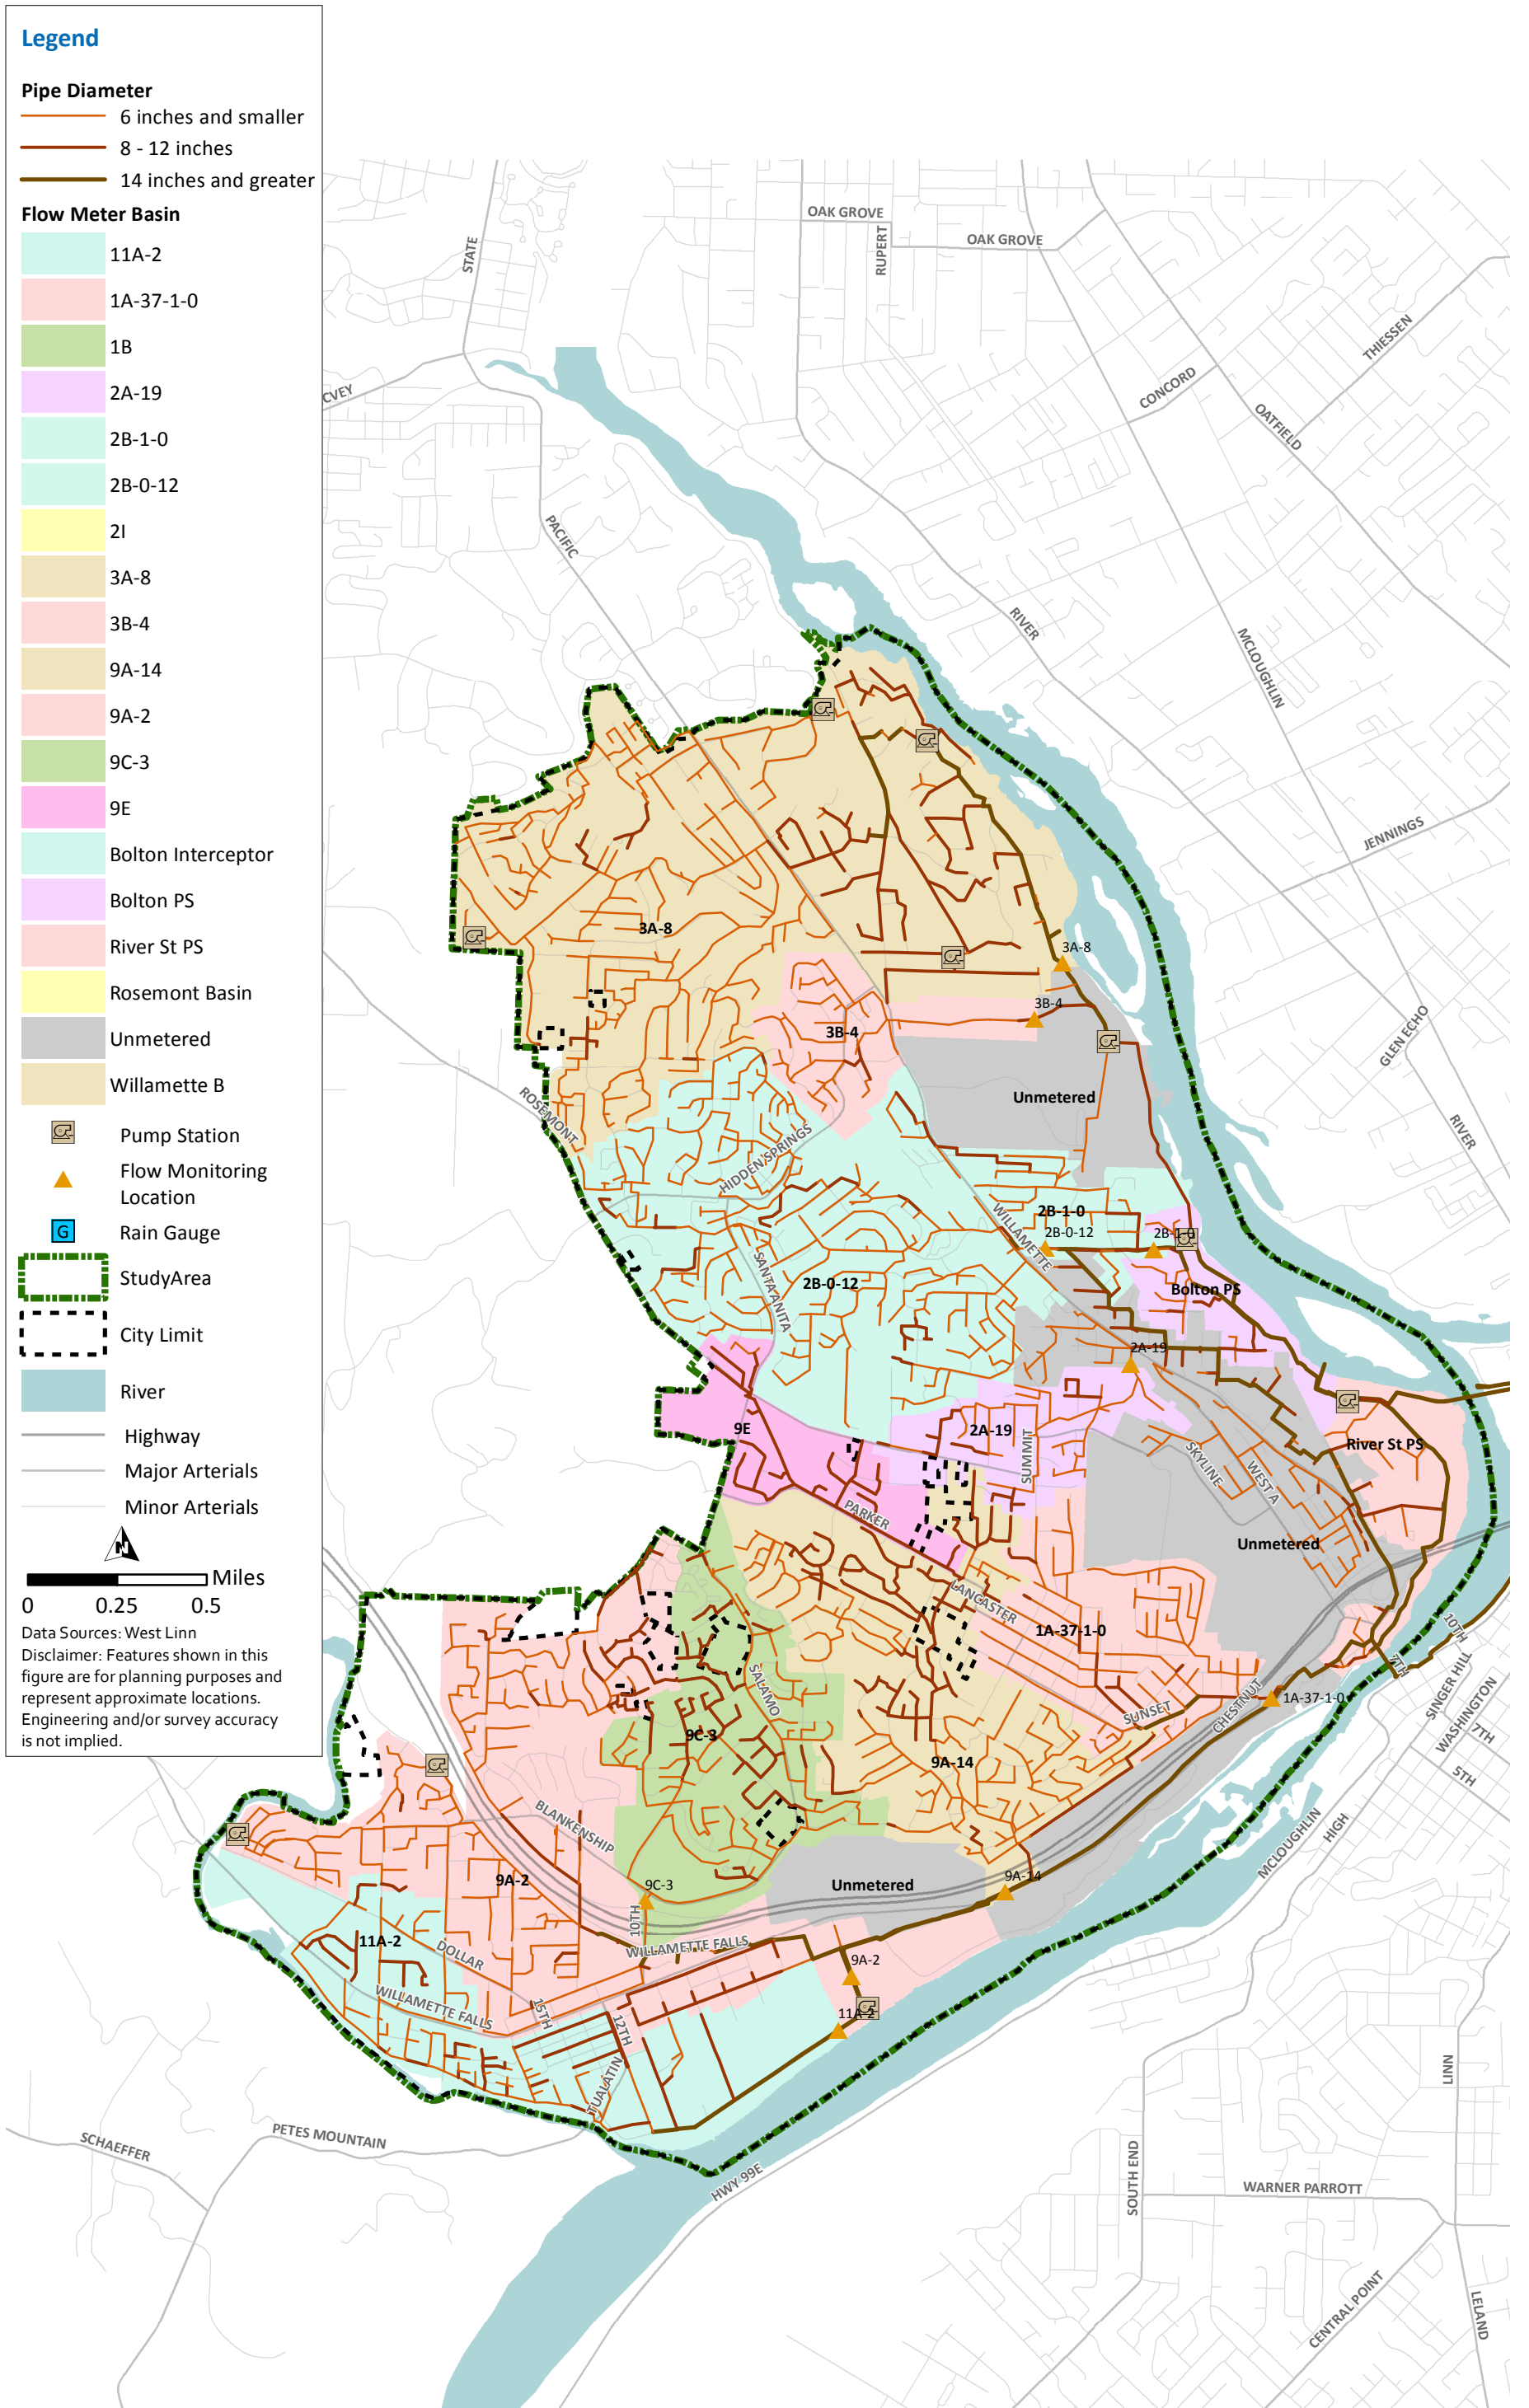 Legend
Pipe Diameter
6 inches and smaller
8 - 12 inches
14 inches and greater
Flow Meter Basin
11A-2
1A-37-1-0
1B
2A-19
2B-1-0
2B-0-12
2I
3A-8
3B-4
9A-14
9A-2
9C-3
9E
Bolton Interceptor
Bolton PS
River St PS
Rosemont Basin
Unmetered
Willamette B
Pump Station
Flow Monitoring
Location
G
Rain Gauge
StudyArea
City Limit
River
Highway
Major Arterials
Minor Arterials
N
Miles
0 0.25 0.5
Data Sources: West Linn
Disclaimer: Features shown in this
figure are for planning purposes and
represent approximate locations.
Engineering and/or survey accuracy
is not implied.
OAK GROVE
RUPERT
OAK GROVE
STATE
THIESSEN
CONCORD
CVEY
OATFIELD
PACIFIC
RIVER
MCLOUGHLIN
JENNINGS
3A-8
3A-8
3B-4
3B-4
GLEN ECHO
Unmetered
ROSEMONT
RIVER
HIDDEN SPRINGS
2B-1-0
WILLAMETTE
2B-0-12
2B-1-0
SANTA ANITA
2B-0-12
Bolton PS
2A-19
9E
2A-19
SUMMIT
SKYLINE
WEST A
River St PS
PARKER
Unmetered
LANCASTER
1A-37-1-0
10TH
7TH
SINGER HILL
WASHINGTON
7TH
5TH
SALAMO
SUNSET
CHESTNUT
1A-37-1-0
9C-3
9A-14
BLANKENSHIP
MCLOUGHLIN
HIGH
9A-2
9C-3
Unmetered
9A-14
10TH
11A-2
DOLLAR
WILLAMETTE FALLS
9A-2
WILLAMETTE FALLS
15TH
12TH
11A-2
TUALATIN
LINN
SCHAEFFER
PETES MOUNTAIN
HWY 99E
SOUTH END
WARNER PARROTT
CENTRAL POINT
LELAND